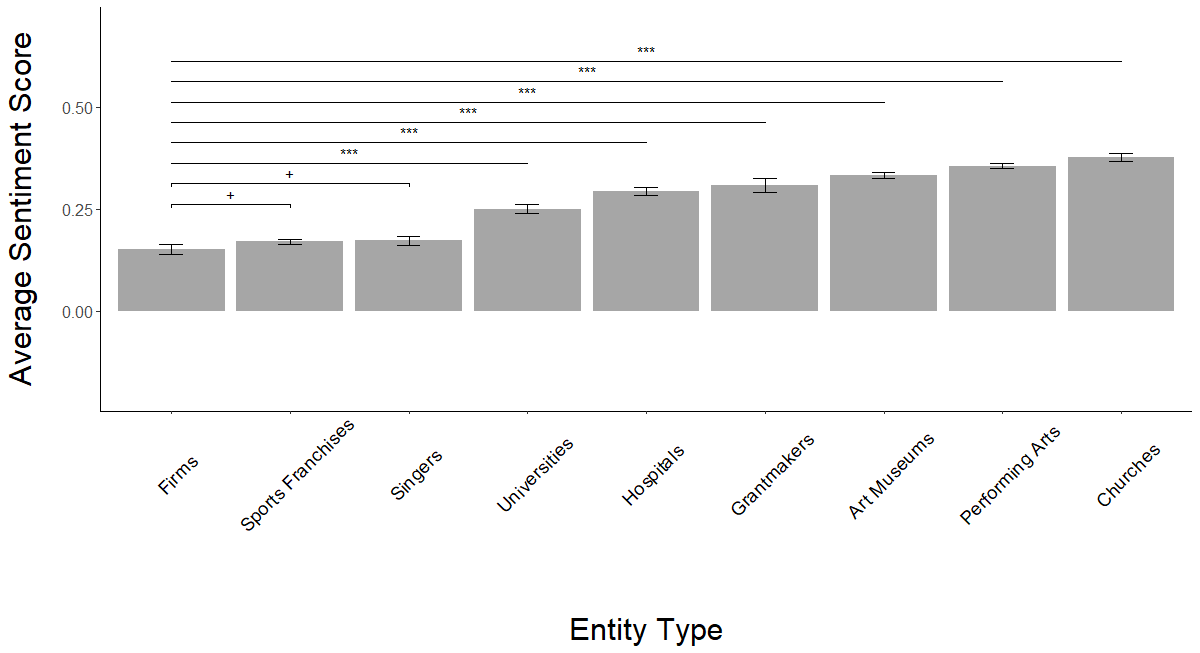 Average Sentiment Score
0.50
0.25
0.00
***
***
***
***
***
***
+
+
Firms
Sports Franchises
Singers
Universities
Hospitals
Grantmakers
Art Museums
Performing Arts
Churches
Entity Type